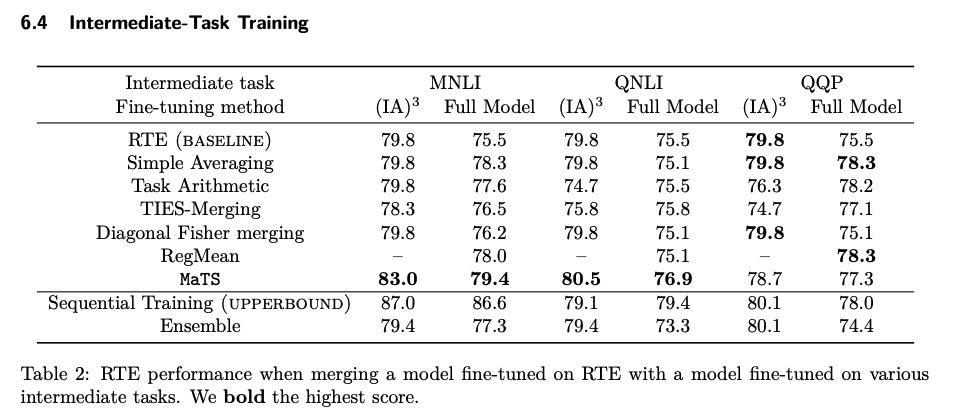 6.4 Intermediate-Task Training
Intermediate task MNLI QNLI QQP
Fine-tuning method (IA)³ Full Model (IA)³ Full Model (IA)³ Full Model
RTE (BASELINE) 79.8 75.5 79.8 75.5 79.8 75.5
Simple Averaging 79.8 78.3 79.8 75.1 79.8 78.3
Task Arithmetic 79.8 77.6 74.7 75.5 76.3 78.2
TIES-Merging 78.3 76.5 75.8 75.8 74.7 77.1
Diagonal Fisher merging 79.8 76.2 79.8 75.1 79.8 75.1
RegMean – 78.0 – 75.1 – 78.3
MaTS 83.0 79.4 80.5 76.9 78.7 77.3
Sequential Training (UPPERBOUND) 87.0 86.6 79.1 79.4 80.1 78.0
Ensemble 79.4 77.3 79.4 73.3 80.1 74.4
Table 2: RTE performance when merging a model fine-tuned on RTE with a model fine-tuned on various
intermediate tasks. We bold the highest score.